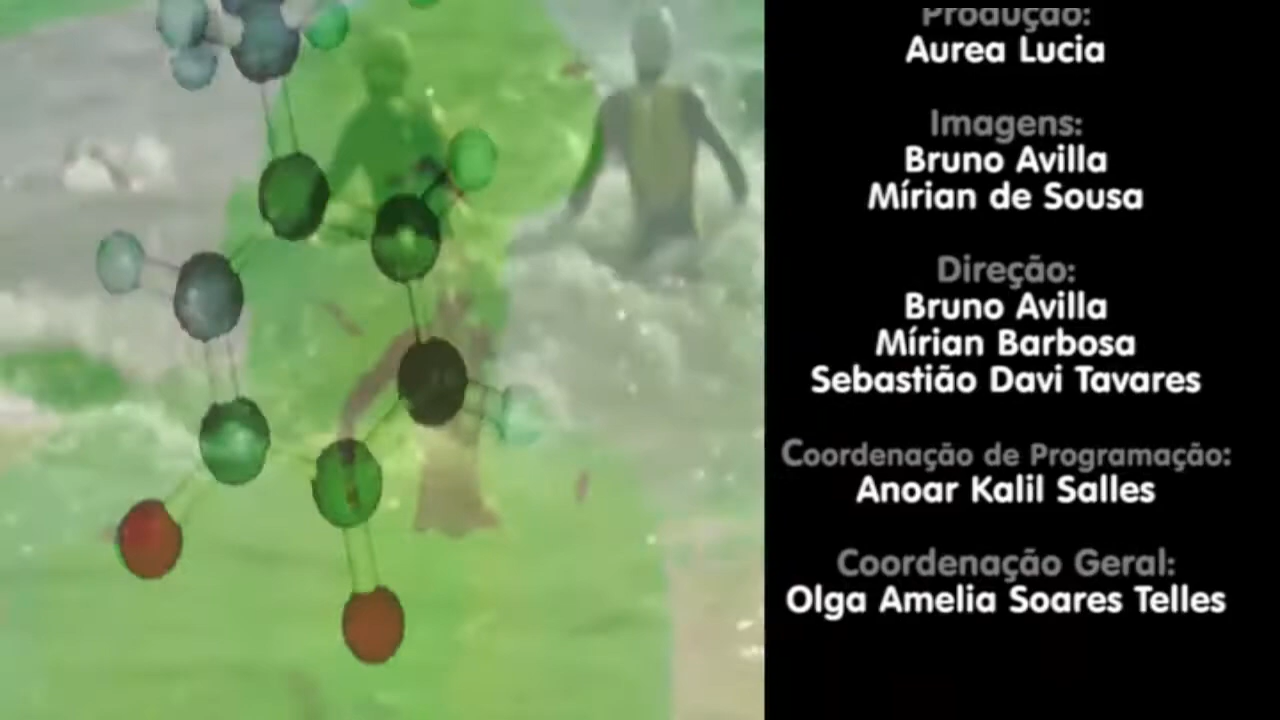 Produção:
Aurea Lucia
Imagens:
Bruno Avilla
Mírian de Sousa
Direção:
Bruno Avilla
Mírian Barbosa
Sebastião Davi Tavares
Coordenação de Programação:
Anoar Kalil Salles
Coordenação Geral:
Olga Amelia Soares Telles